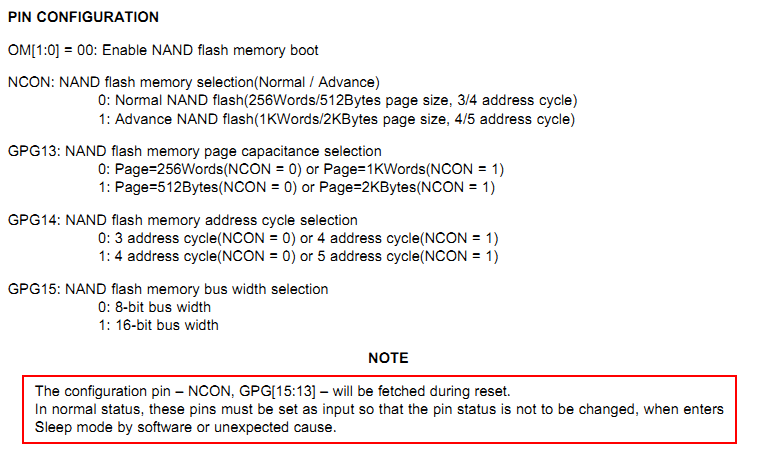 PIN CONFIGURATION
OM[1:0] = 00: Enable NAND flash memory boot
NCON: NAND flash memory selection(Normal / Advance)
0: Normal NAND flash(256Words/512Bytes page size, 3/4 address cycle)
1: Advance NAND flash(1KWords/2KBytes page size, 4/5 address cycle)
GPG13: NAND flash memory page capacitance selection
0: Page=256Words(NCON = 0) or Page=1KWords(NCON = 1)
1: Page=512Bytes(NCON = 0) or Page=2KBytes(NCON = 1)
GPG14: NAND flash memory address cycle selection
0: 3 address cycle(NCON = 0) or 4 address cycle(NCON = 1)
1: 4 address cycle(NCON = 0) or 5 address cycle(NCON = 1)
GPG15: NAND flash memory bus width selection
0: 8-bit bus width
1: 16-bit bus width
NOTE
The configuration pin – NCON, GPG[15:13] – will be fetched during reset.
In normal status, these pins must be set as input so that the pin status is not to be changed, when enters
Sleep mode by software or unexpected cause.